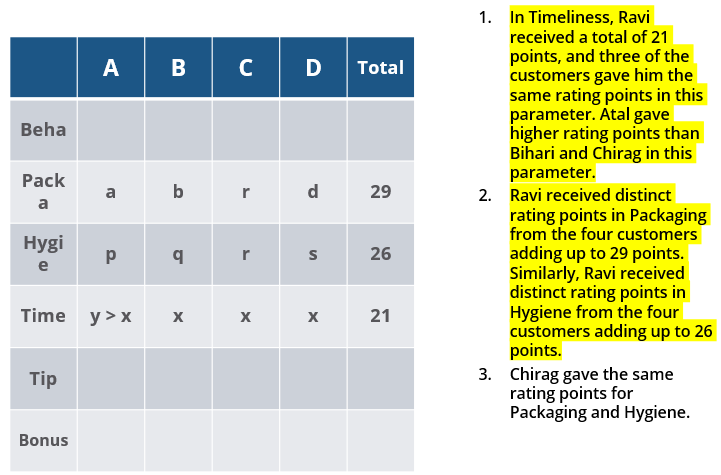 A B C D Total
Beha
Pack
a
a b r d 29
Hygi
e
p q r s 26
Time y > x x x x 21
Tip
Bonus
1. In Timeliness, Ravi
received a total of 21
points, and three of the
customers gave him the
same rating points in this
parameter. Atal gave
higher rating points than
Bihari and Chirag in this
parameter.
2. Ravi received distinct
rating points in Packaging
from the four customers
adding up to 29 points.
Similarly, Ravi received
distinct rating points in
Hygiene from the four
customers adding up to 26
points.
3. Chirag gave the same
rating points for
Packaging and Hygiene.